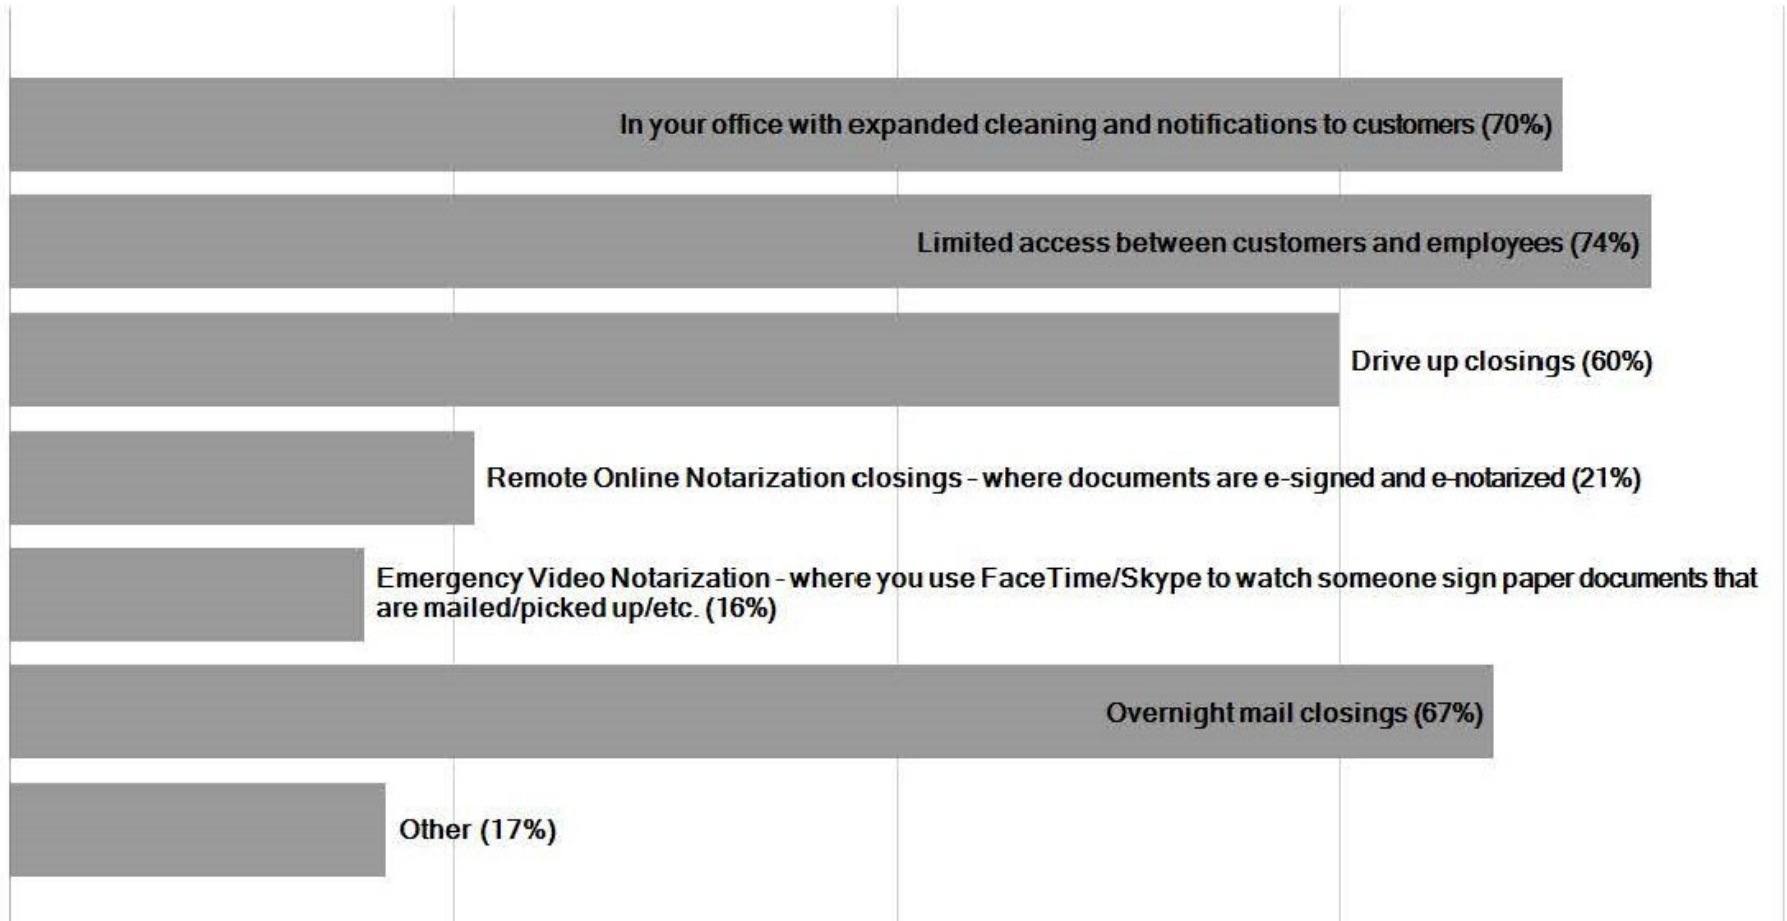 In your office with expanded cleaning and notifications to customers (70%)
Limited access between customers and employees (74%)
Drive up closings (60%)
Remote Online Notarization closings - where documents are e-signed and e-notarized (21%)
Emergency Video Notarization - where you use FaceTime/Skype to watch someone sign paper documents that
are mailed/picked up/etc. (16%)
Overnight mail closings (67%)
Other (17%)